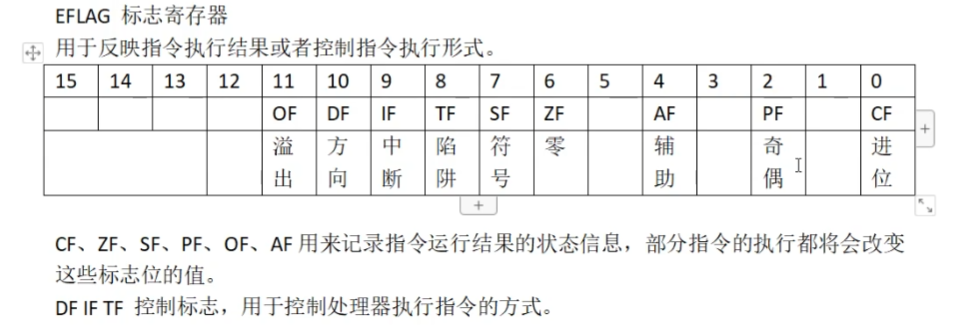 EFLAG 标志寄存器
用于反映指令执行结果或者控制指令执行形式。
15 14 13 12 11 10 9 8 7 6 5 4 3 2 1 0
OF DF IF TF SF ZF AF PF CF
溢出 方向 中断 陷阱 符号 零 辅助 奇偶 进位
CF、ZF、SF、PF、OF、AF 用来记录指令运行结果的状态信息，部分指令的执行都将会改变
这些标志位的值。
DF IF TF 控制标志，用于控制处理器执行指令的方式。